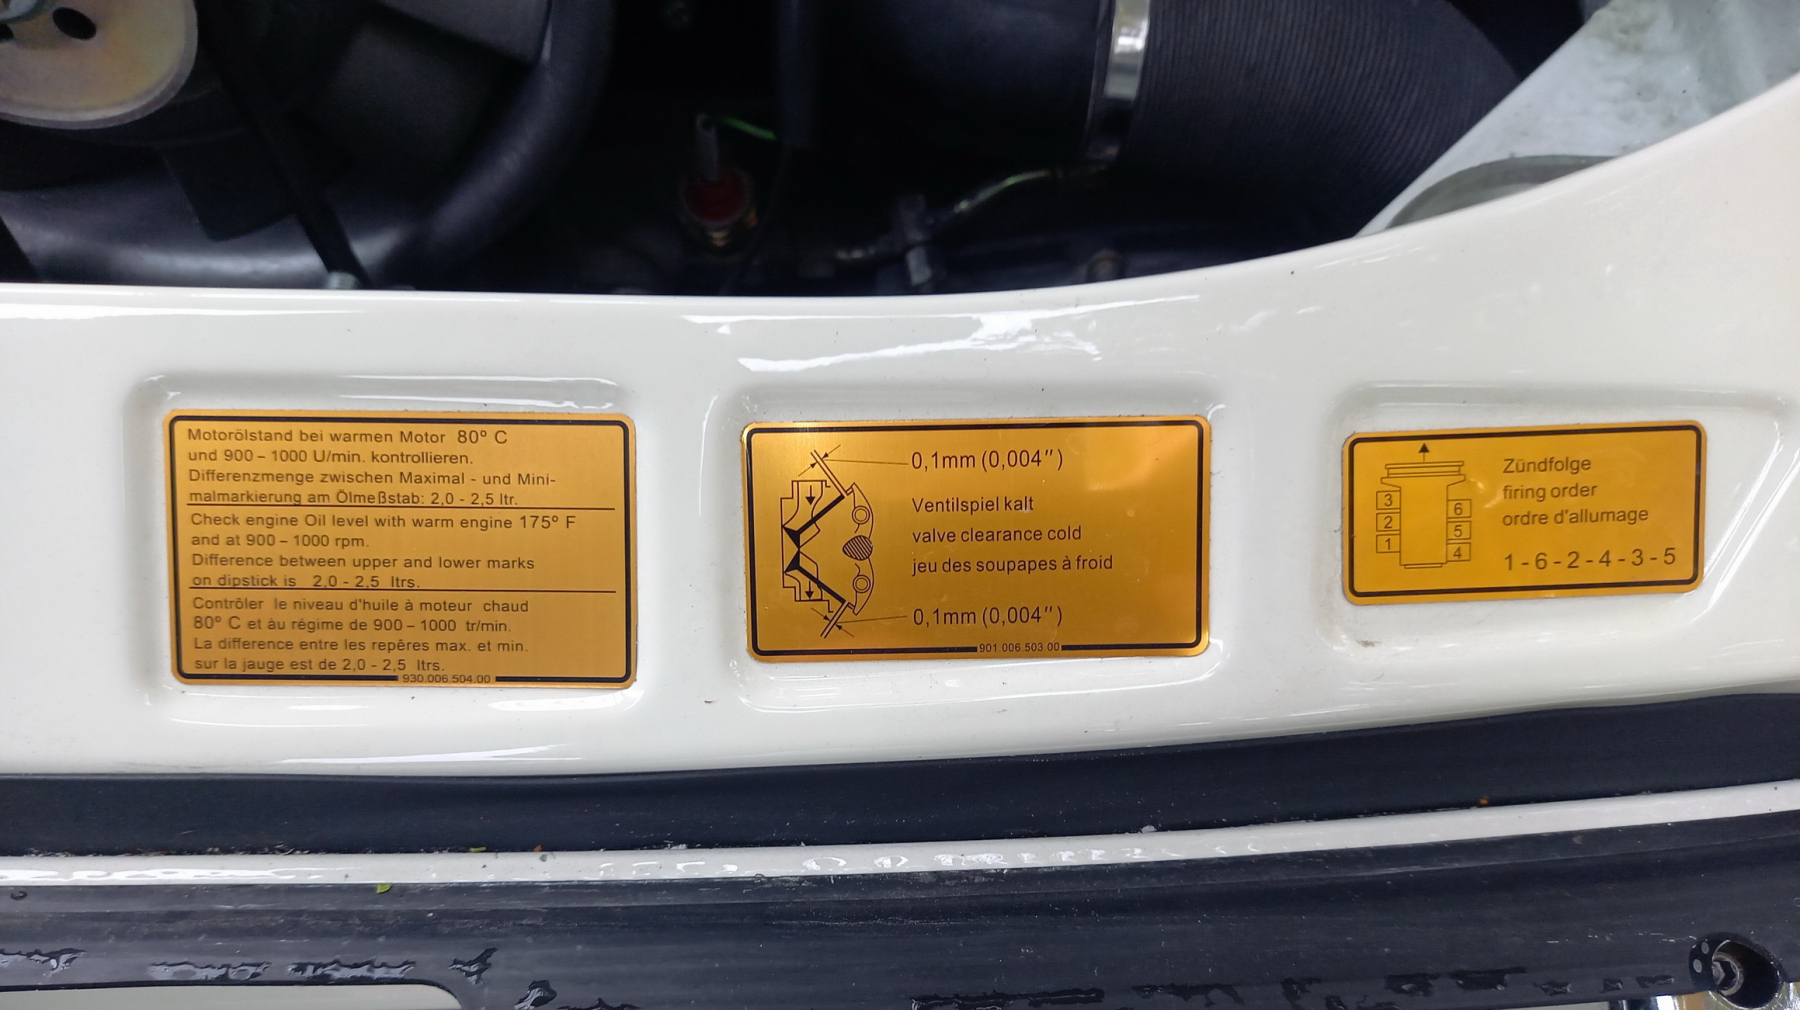 Motorölstand bei warmen Motor 80º C
und 900 – 1000 U/min. kontrollieren.
Differenzmenge zwischen Maximal - und Mini-
malmarkierung am Ölmeßstab: 2,0 - 2,5 ltr.
Check engine Oil level with warm engine 175º F
and at 900 – 1000 rpm.
Difference between upper and lower marks
on dipstick is 2,0 - 2,5 ltrs.
Contrôler le niveau d'huile à moteur chaud
80º C et áu régime de 900 – 1000 tr/min.
La difference entre les repêres max. et min.
sur la jauge est de 2,0 - 2,5 ltrs.
930.006.504.00
0,1mm (0,004")
Ventilspiel kalt
valve clearance cold
jeu des soupapes à froid
0,1mm (0,004")
901.006.503.00
3
2
1
6
5
4
Zündfolge
firing order
ordre d'allumage
1 - 6 - 2 - 4 - 3 - 5